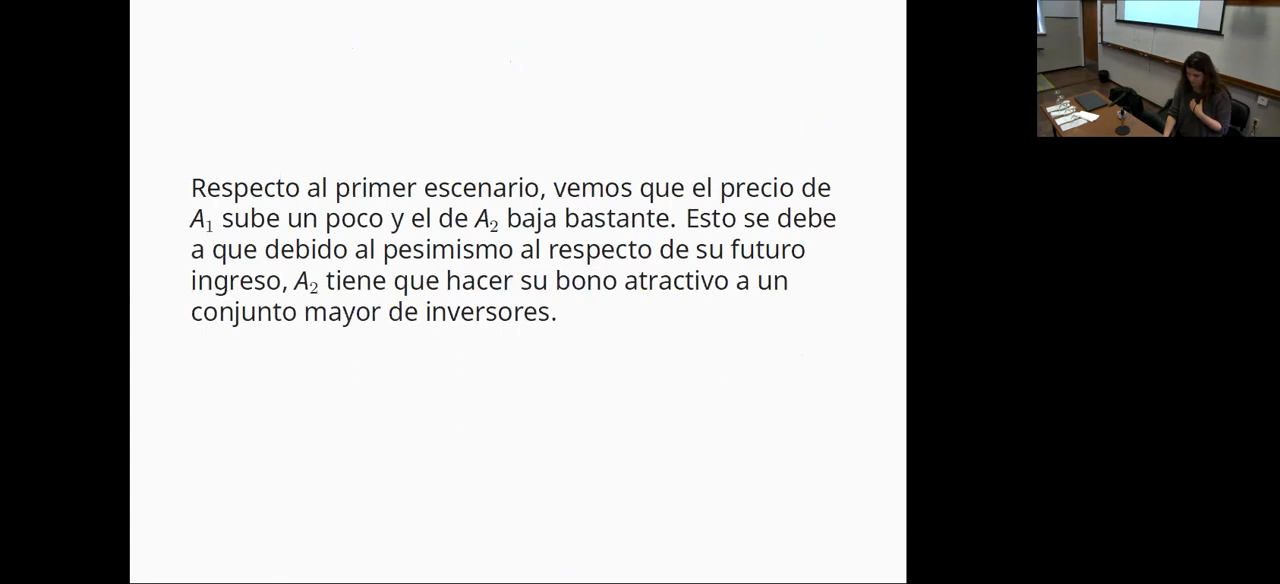 Respecto al primer escenario, vemos que el precio de
A₁ sube un poco y el de A₂ baja bastante. Esto se debe
a que debido al pesimismo al respecto de su futuro
ingreso, A₂ tiene que hacer su bono atractivo a un
conjunto mayor de inversores.